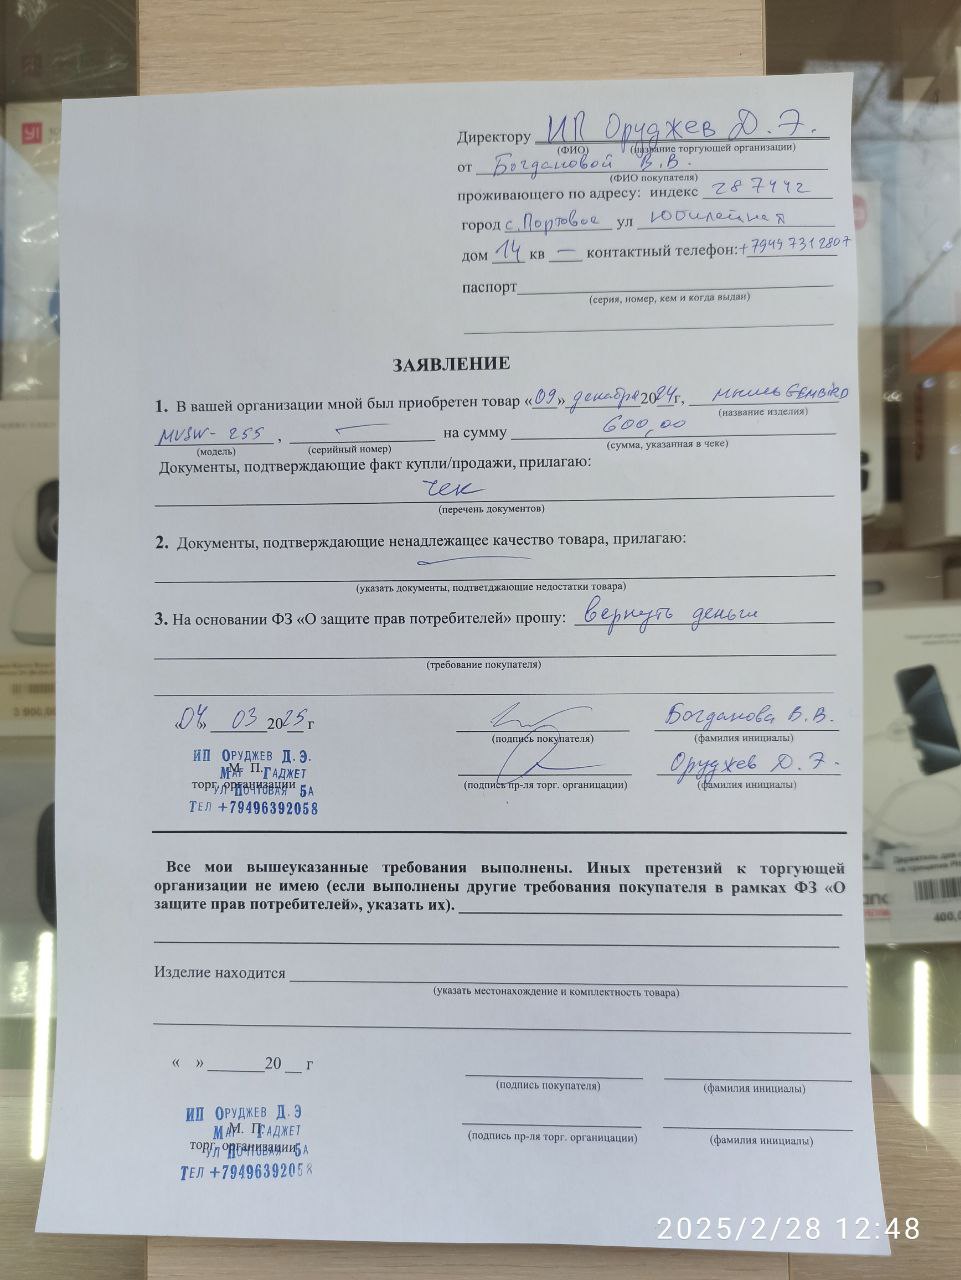 Директору ИП Оруджев Д.Э.
(ФИО) (название торгующей организации)
от Богдановой В.В.
(ФИО покупателя)
проживающего по адресу: индекс 287442
город с.Портовое ул Юбилейная
дом 14 кв — контактный телефон: +79497312807
паспорт
(серия, номер, кем и когда выдан)
ЗАЯВЛЕНИЕ
1. В вашей организации мной был приобретен товар «09» декабря 2024г, мышь GEMBIRD
(название изделия)
MUSW-255 , — на сумму 600,00
(модель) (серийный номер) (сумма, указанная в чеке)
Документы, подтверждающие факт купли/продажи, прилагаю:
чек
(перечень документов)
2. Документы, подтверждающие ненадлежащее качество товара, прилагаю:
—
(указать документы, подтветджающие недостатки товара)
3. На основании ФЗ «О защите прав потребителей» прошу: вернуть деньги
(требование покупателя)
«04» 03 2025 г Богданова В.В.
(подпись покупателя) (фамилия инициалы)
ИП Оруджев Д.Э.
М. П.
Маг Гаджет
торг. организации
ул Почтовая 5А
Тел +79496392058
Оруджев Д.Э.
(подпись пр-ля торг. органицации) (фамилия инициалы)
Все мои вышеуказанные требования выполнены. Иных претензий к торгующей
организации не имею (если выполнены другие требования покупателя в рамках ФЗ «О
защите прав потребителей», указать их).
Изделие находится
(указать местонахождение и комплектность товара)
« » 20 г
(подпись покупателя) (фамилия инициалы)
ИП Оруджев Д.Э
М. П.
Маг Гаджет
торг. организации
ул Почтовая 5А
Тел +79496392058
(подпись пр-ля торг. органицации) (фамилия инициалы)
2025/2/28 12:48